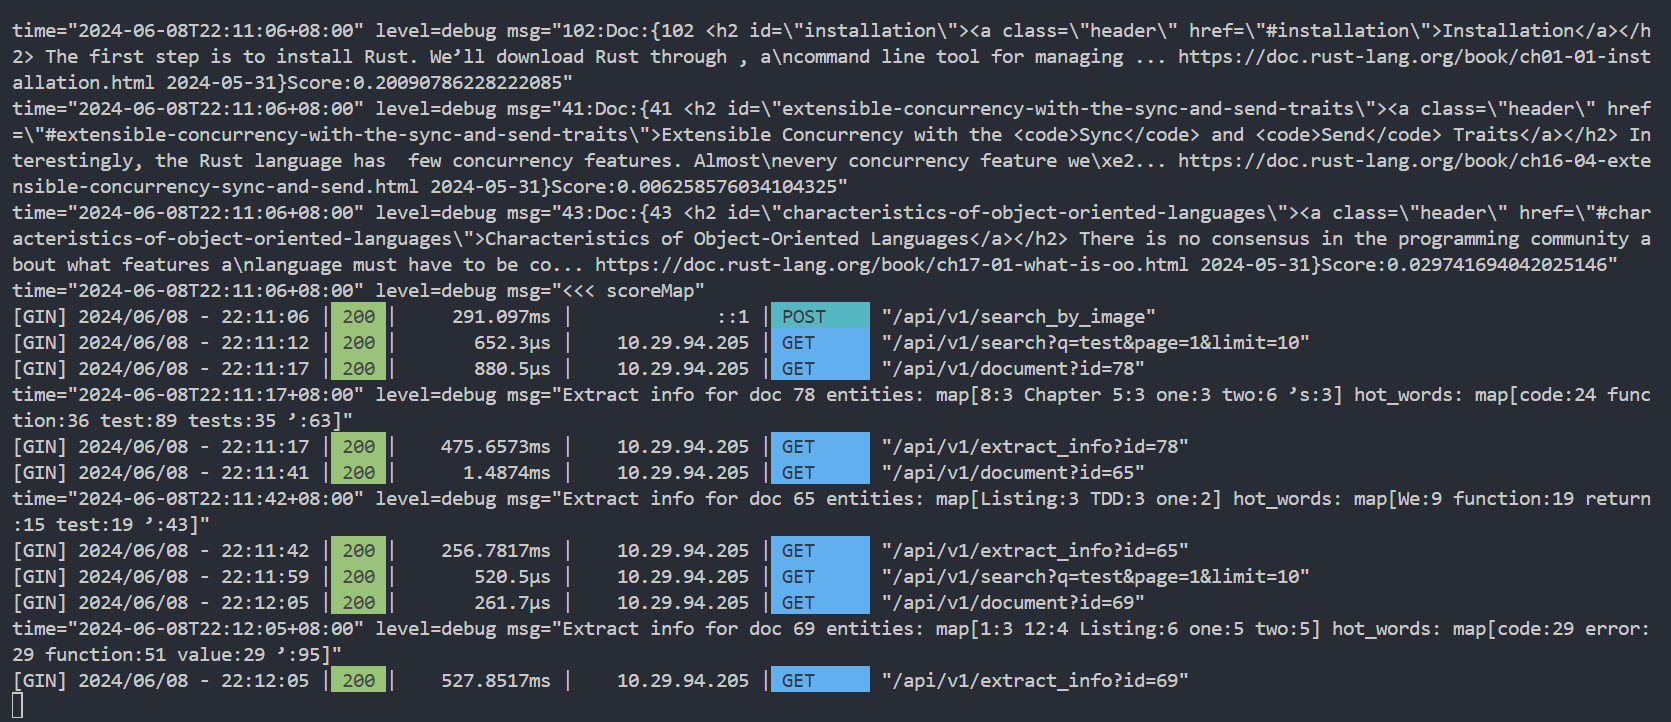 time="2024-06-08T22:11:06+08:00" level=debug msg="102:Doc:{102 <h2 id=\"installation\"><a class=\"header\" href=\"#installation\">Installation</a></h
2> The first step is to install Rust. We’ll download Rust through , a\ncommand line tool for managing ... https://doc.rust-lang.org/book/ch01-01-inst
allation.html 2024-05-31}Score:0.20090786228222085"
time="2024-06-08T22:11:06+08:00" level=debug msg="41:Doc:{41 <h2 id=\"extensible-concurrency-with-the-sync-and-send-traits\"><a class=\"header\" href
=\"#extensible-concurrency-with-the-sync-and-send-traits\">Extensible Concurrency with the <code>Sync</code> and <code>Send</code> Traits</a></h2> In
terestingly, the Rust language has  few concurrency features. Almost\nevery concurrency feature we\xe2... https://doc.rust-lang.org/book/ch16-04-exte
nsible-concurrency-sync-and-send.html 2024-05-31}Score:0.006258576034104325"
time="2024-06-08T22:11:06+08:00" level=debug msg="43:Doc:{43 <h2 id=\"characteristics-of-object-oriented-languages\"><a class=\"header\" href=\"#char
acteristics-of-object-oriented-languages\">Characteristics of Object-Oriented Languages</a></h2> There is no consensus in the programming community a
bout what features a\nlanguage must have to be co... https://doc.rust-lang.org/book/ch17-01-what-is-oo.html 2024-05-31}Score:0.029741694042025146"
time="2024-06-08T22:11:06+08:00" level=debug msg="<<< scoreMap"
[GIN] 2024/06/08 - 22:11:06 | 200 |     291.097ms |             ::1 | POST     "/api/v1/search_by_image"
[GIN] 2024/06/08 - 22:11:12 | 200 |       652.3µs |    10.29.94.205 | GET      "/api/v1/search?q=test&page=1&limit=10"
[GIN] 2024/06/08 - 22:11:17 | 200 |       880.5µs |    10.29.94.205 | GET      "/api/v1/document?id=78"
time="2024-06-08T22:11:17+08:00" level=debug msg="Extract info for doc 78 entities: map[8:3 Chapter 5:3 one:3 two:6 ’s:3] hot_words: map[code:24 func
tion:36 test:89 tests:35 ’:63]"
[GIN] 2024/06/08 - 22:11:17 | 200 |    475.6573ms |    10.29.94.205 | GET      "/api/v1/extract_info?id=78"
[GIN] 2024/06/08 - 22:11:41 | 200 |      1.4874ms |    10.29.94.205 | GET      "/api/v1/document?id=65"
time="2024-06-08T22:11:42+08:00" level=debug msg="Extract info for doc 65 entities: map[Listing:3 TDD:3 one:2] hot_words: map[We:9 function:19 return
:15 test:19 ’:43]"
[GIN] 2024/06/08 - 22:11:42 | 200 |    256.7817ms |    10.29.94.205 | GET      "/api/v1/extract_info?id=65"
[GIN] 2024/06/08 - 22:11:59 | 200 |       520.5µs |    10.29.94.205 | GET      "/api/v1/search?q=test&page=1&limit=10"
[GIN] 2024/06/08 - 22:12:05 | 200 |       261.7µs |    10.29.94.205 | GET      "/api/v1/document?id=69"
time="2024-06-08T22:12:05+08:00" level=debug msg="Extract info for doc 69 entities: map[1:3 12:4 Listing:6 one:5 two:5] hot_words: map[code:29 error:
29 function:51 value:29 ’:95]"
[GIN] 2024/06/08 - 22:12:05 | 200 |    527.8517ms |    10.29.94.205 | GET      "/api/v1/extract_info?id=69"